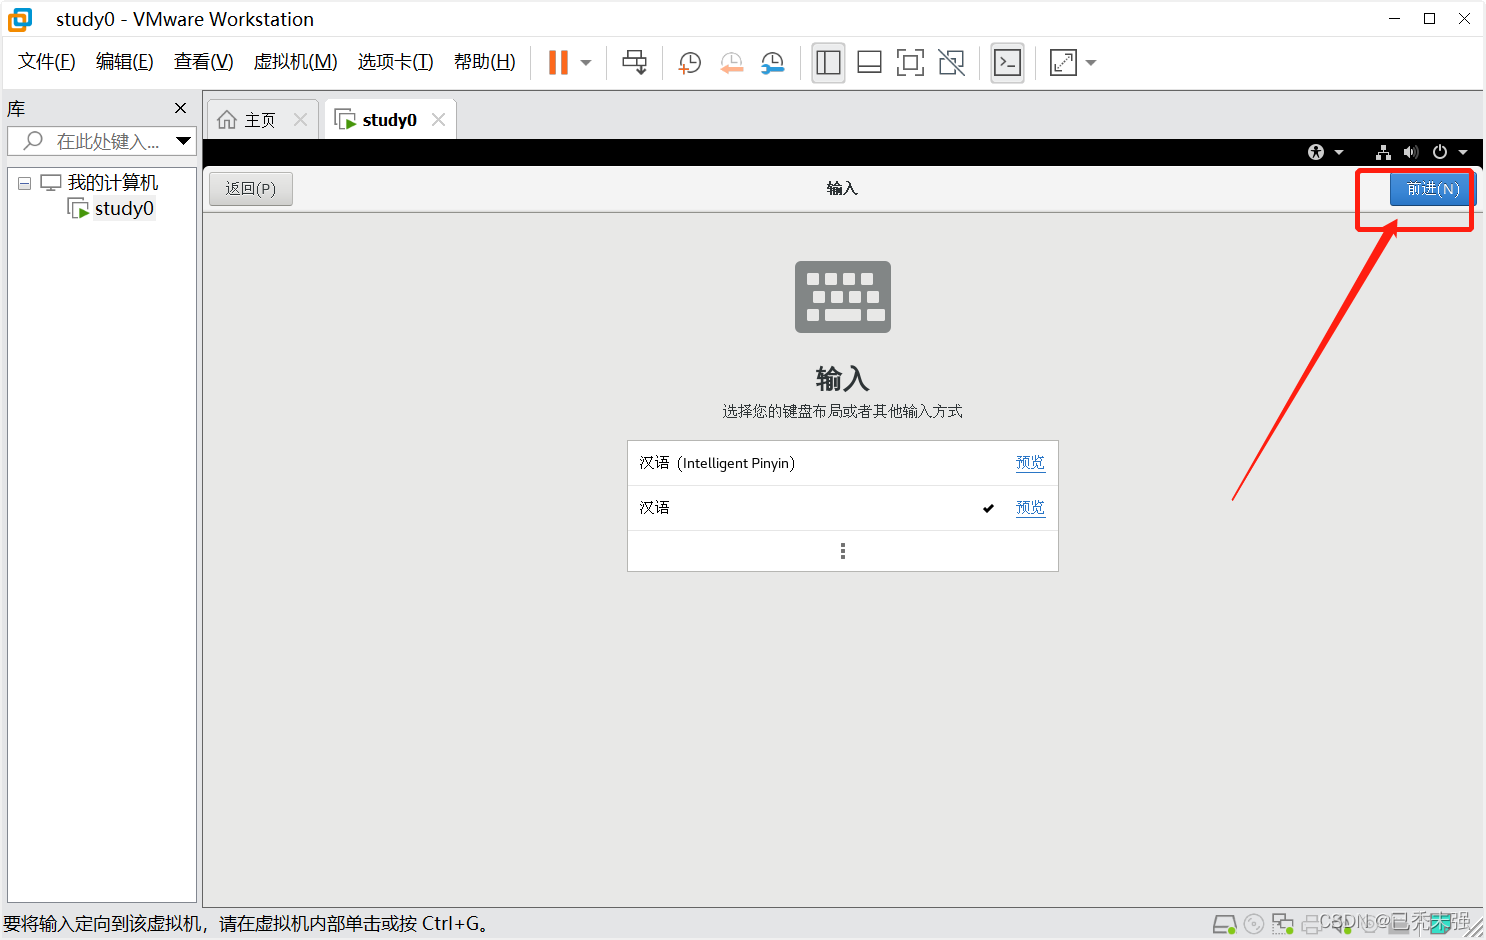 study0 - VMware Workstation
文件(F) 编辑(E) 查看(V) 虚拟机(M) 选项卡(T) 帮助(H)
库
在此处键入...
我的计算机
study0
主页 study0
返回(P) 输入 前进(N)
输入
选择您的键盘布局或者其他输入方式
汉语 (Intelligent Pinyin) 预览
汉语 预览
要将输入定向到该虚拟机，请在虚拟机内部单击或按 Ctrl+G。
CSDN @已秃未强